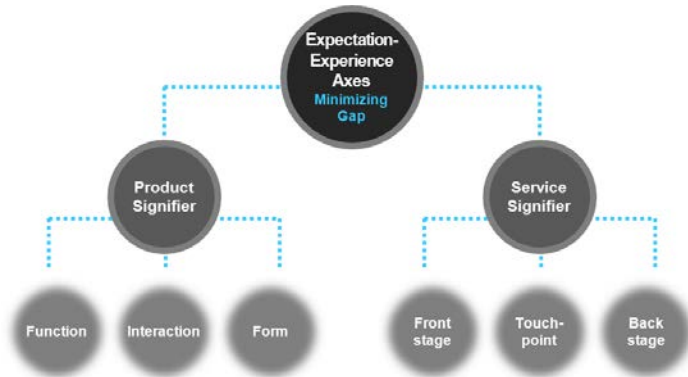 Expectation-
Experience
Axes
Minimizing
Gap
Product
Signifier
Service
Signifier
Function
Interaction
Form
Front
stage
Touch-
point
Back
stage